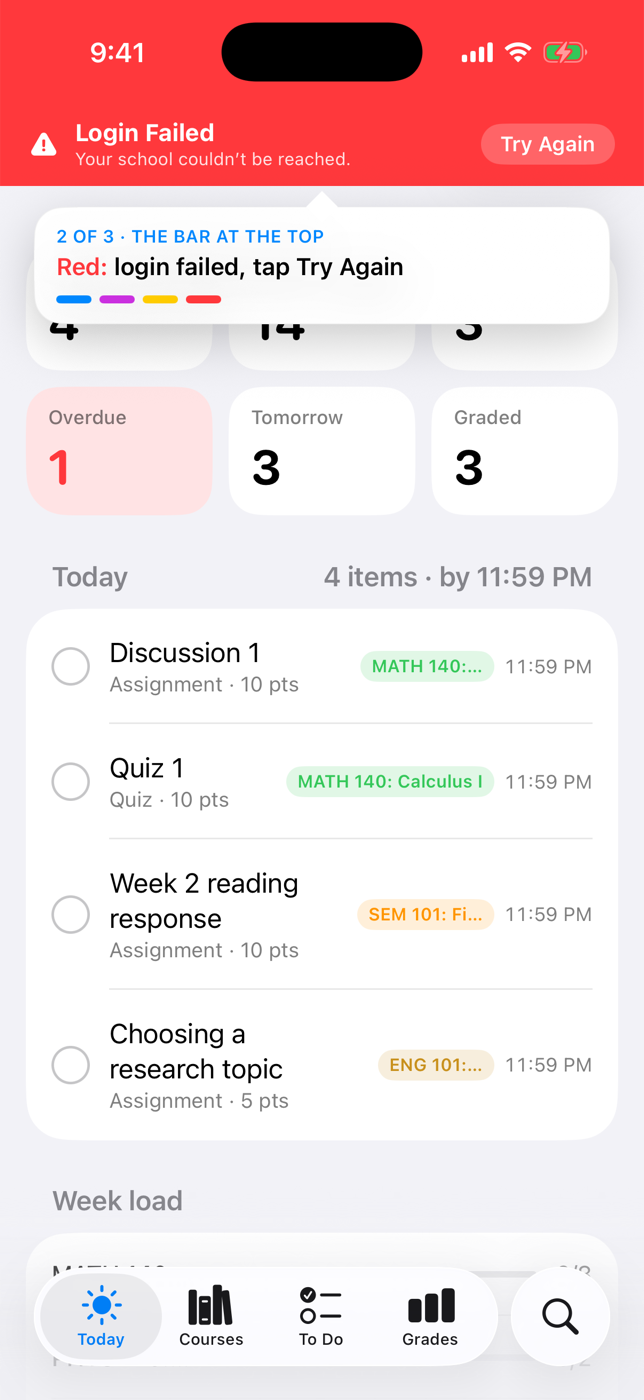 9:41
Login Failed
Your school couldn’t be reached.
Try Again
2 OF 3 · THE BAR AT THE TOP
Red: login failed, tap Try Again
4
14
3
Overdue
1
Tomorrow
3
Graded
3
Today
4 items · by 11:59 PM
Discussion 1
Assignment · 10 pts
MATH 140:...
11:59 PM
Quiz 1
Quiz · 10 pts
MATH 140: Calculus I
11:59 PM
Week 2 reading
response
Assignment · 10 pts
SEM 101: Fi...
11:59 PM
Choosing a
research topic
Assignment · 5 pts
ENG 101:...
11:59 PM
Week load
Today
Courses
To Do
Grades